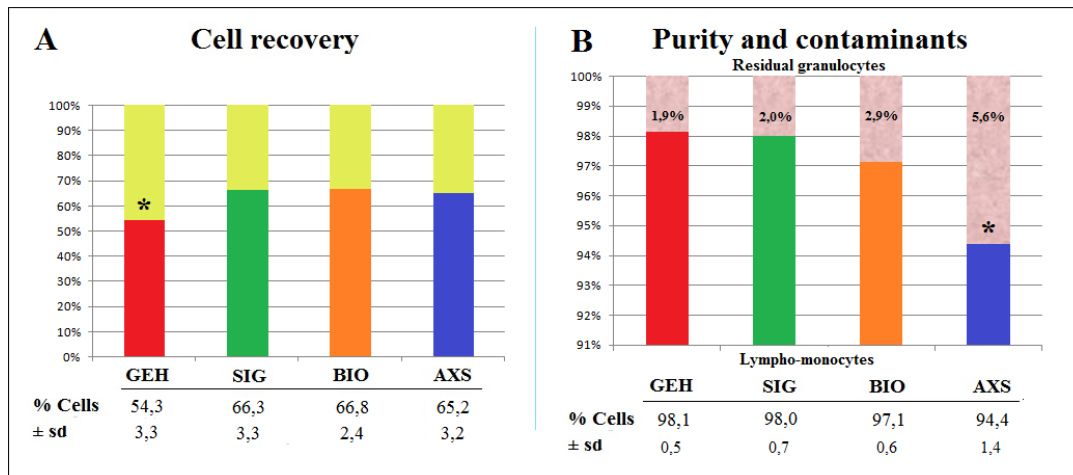 A Cell recovery
100%
90%
80%
70%
60%
50%
40%
30%
20%
10%
0%
*
GEH SIG BIO AXS
% Cells 54,3 66,3 66,8 65,2
± sd 3,3 3,3 2,4 3,2
B Purity and contaminants
Residual granulocytes
100%
99%
98%
97%
96%
95%
94%
93%
92%
91%
1,9% 2,0% 2,9% 5,6%
*
Lympho-monocytes
GEH SIG BIO AXS
% Cells 98,1 98,0 97,1 94,4
± sd 0,5 0,7 0,6 1,4